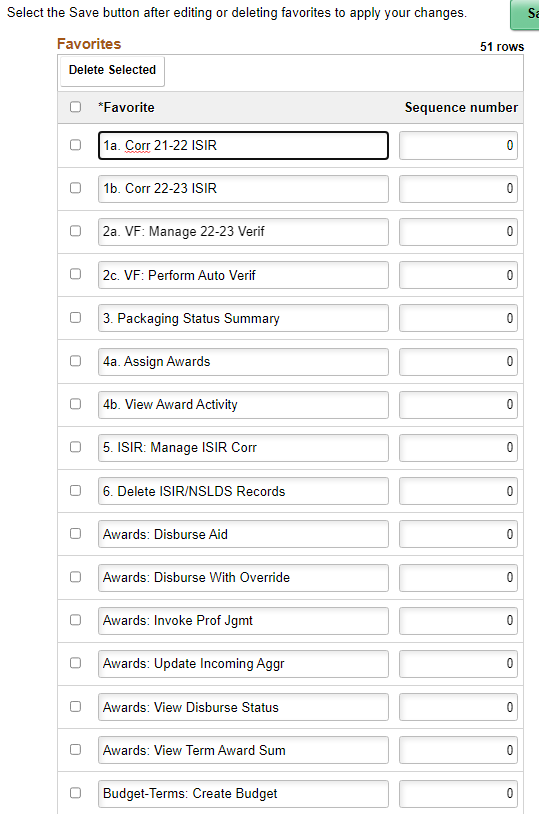 Select the Save button after editing or deleting favorites to apply your changes.
Favorites
51 rows
Delete Selected
*Favorite Sequence number
1a. Corr 21-22 ISIR 0
1b. Corr 22-23 ISIR 0
2a. VF: Manage 22-23 Verif 0
2c. VF: Perform Auto Verif 0
3. Packaging Status Summary 0
4a. Assign Awards 0
4b. View Award Activity 0
5. ISIR: Manage ISIR Corr 0
6. Delete ISIR/NSLDS Records 0
Awards: Disburse Aid 0
Awards: Disburse With Override 0
Awards: Invoke Prof Jgmt 0
Awards: Update Incoming Aggr 0
Awards: View Disburse Status 0
Awards: View Term Award Sum 0
Budget-Terms: Create Budget 0